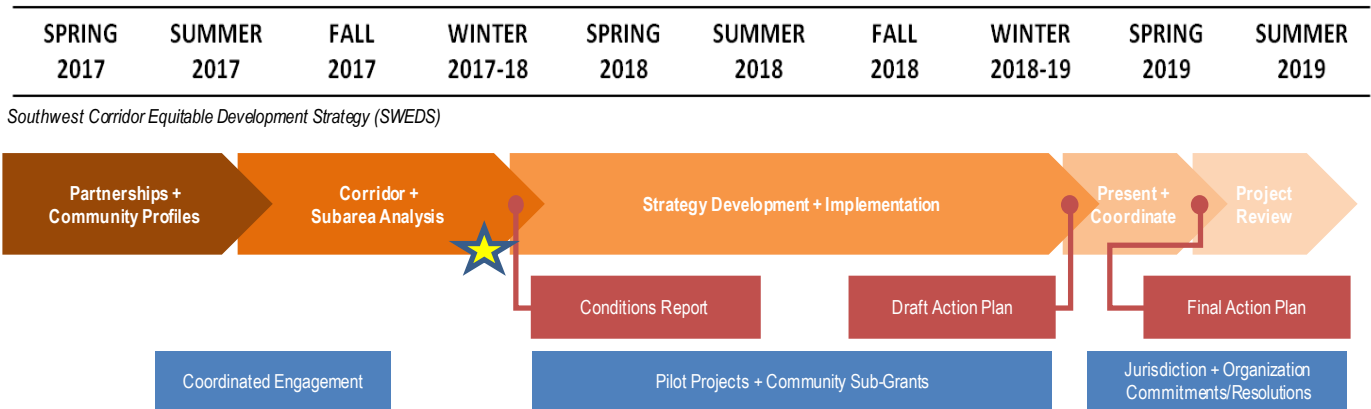 SPRING SUMMER FALL WINTER SPRING SUMMER FALL WINTER SPRING SUMMER
2017 2017 2017 2017-18 2018 2018 2018 2018-19 2019 2019
Southwest Corridor Equitable Development Strategy (SWEDS)
Partnerships +
Community Profiles
Corridor +
Subarea Analysis
Strategy Development + Implementation
Present +
Coordinate
Project
Review
Conditions Report
Draft Action Plan
Final Action Plan
Coordinated Engagement
Pilot Projects + Community Sub-Grants
Jurisdiction + Organization
Commitments/Resolutions